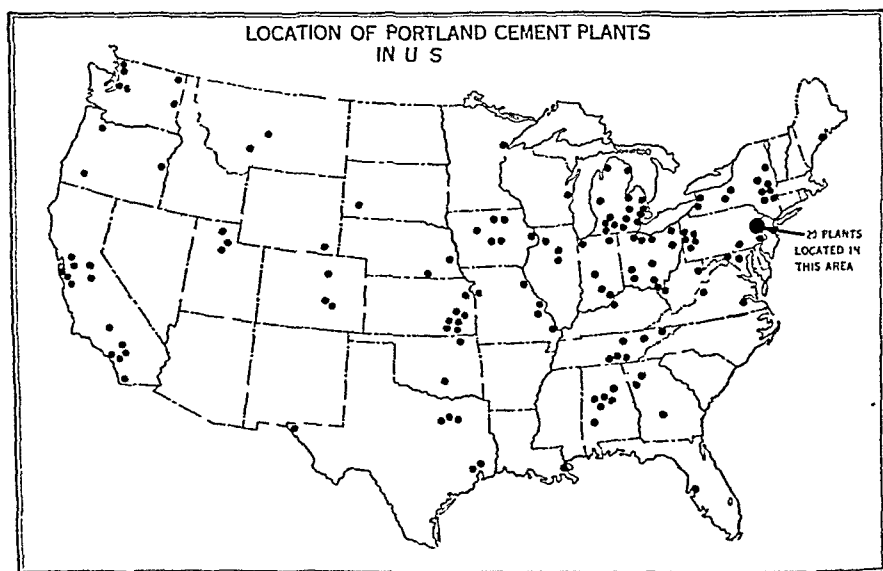 LOCATION OF PORTLAND CEMENT PLANTS
IN U S
PLANTS
LOCATED IN
THIS AREA